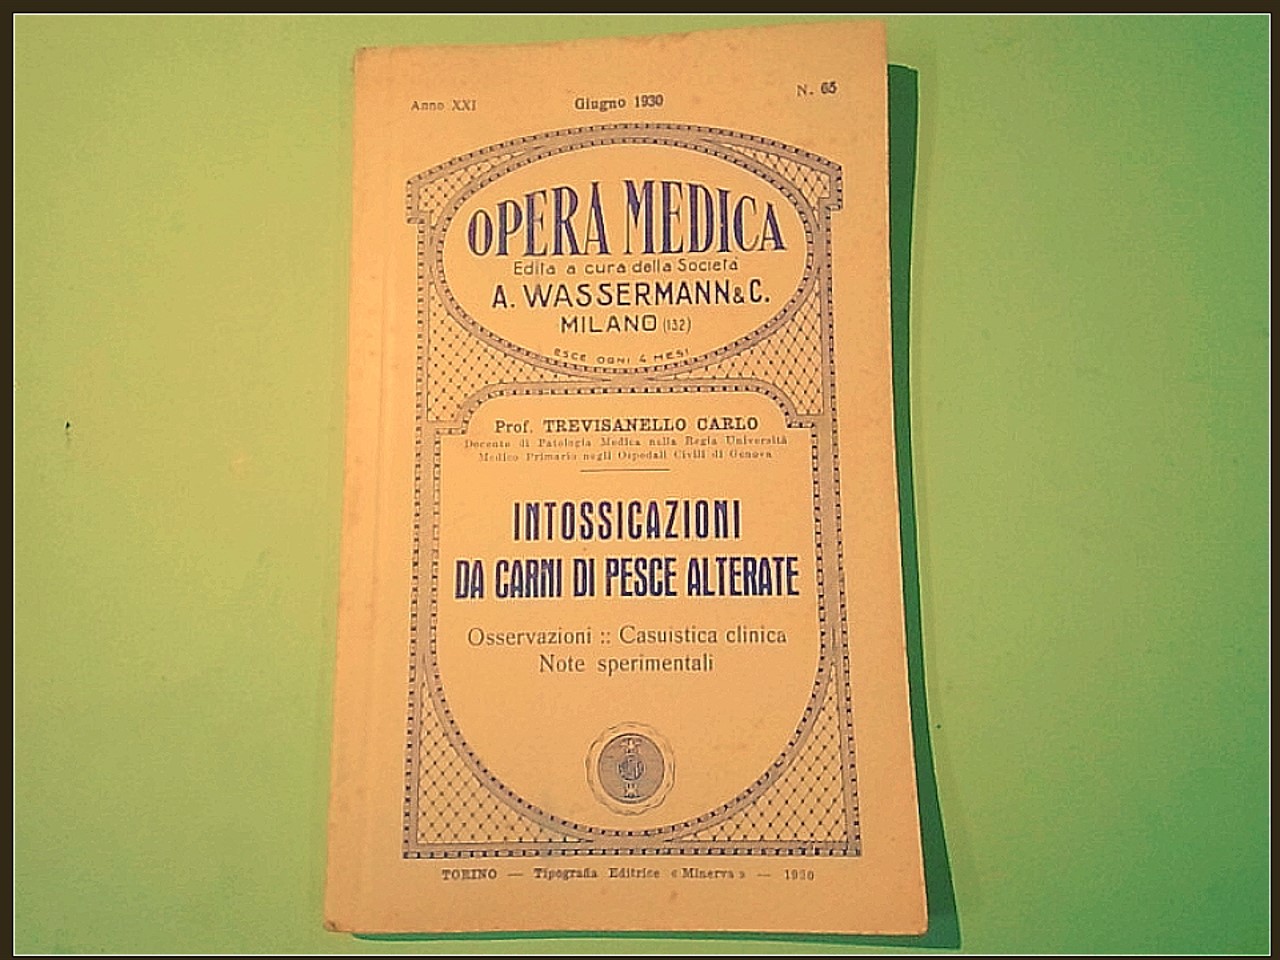 Anno XXI Giugno 1930 N. 65
OPERA MEDICA
Edita a cura della Società
A. WASSERMANN & C.
MILANO (132)
ESCE OGNI 4 MESI
Prof. TREVISANELLO CARLO
Docente di Patologia Medica nella Regia Università
Medico Primario negli Ospedali Civili di Genova
INTOSSICAZIONI
DA CARNI DI PESCE ALTERATE
Osservazioni :: Casuistica clinica
Note sperimentali
TORINO — Tipografia Editrice « Minerva » — 1930